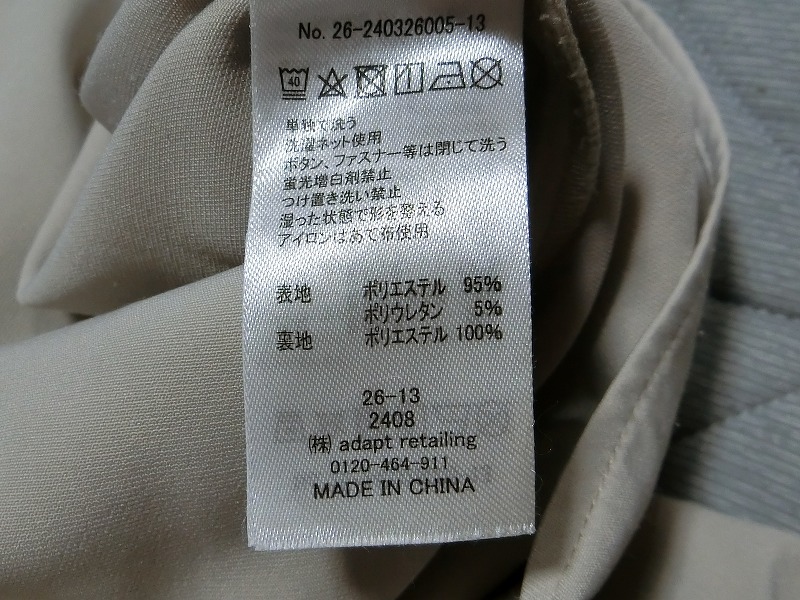 No. 26-240326005-13
40
単独で洗う
洗濯ネット使用
ボタン、ファスナー等は閉じて洗う
蛍光増白剤禁止
つけ置き洗い禁止
湿った状態で形を整える
アイロンはあて布使用
表地 ポリエステル 95%
ポリウレタン 5%
裏地 ポリエステル 100%
26-13
2408
(株) adapt retailing
0120-464-911
MADE IN CHINA